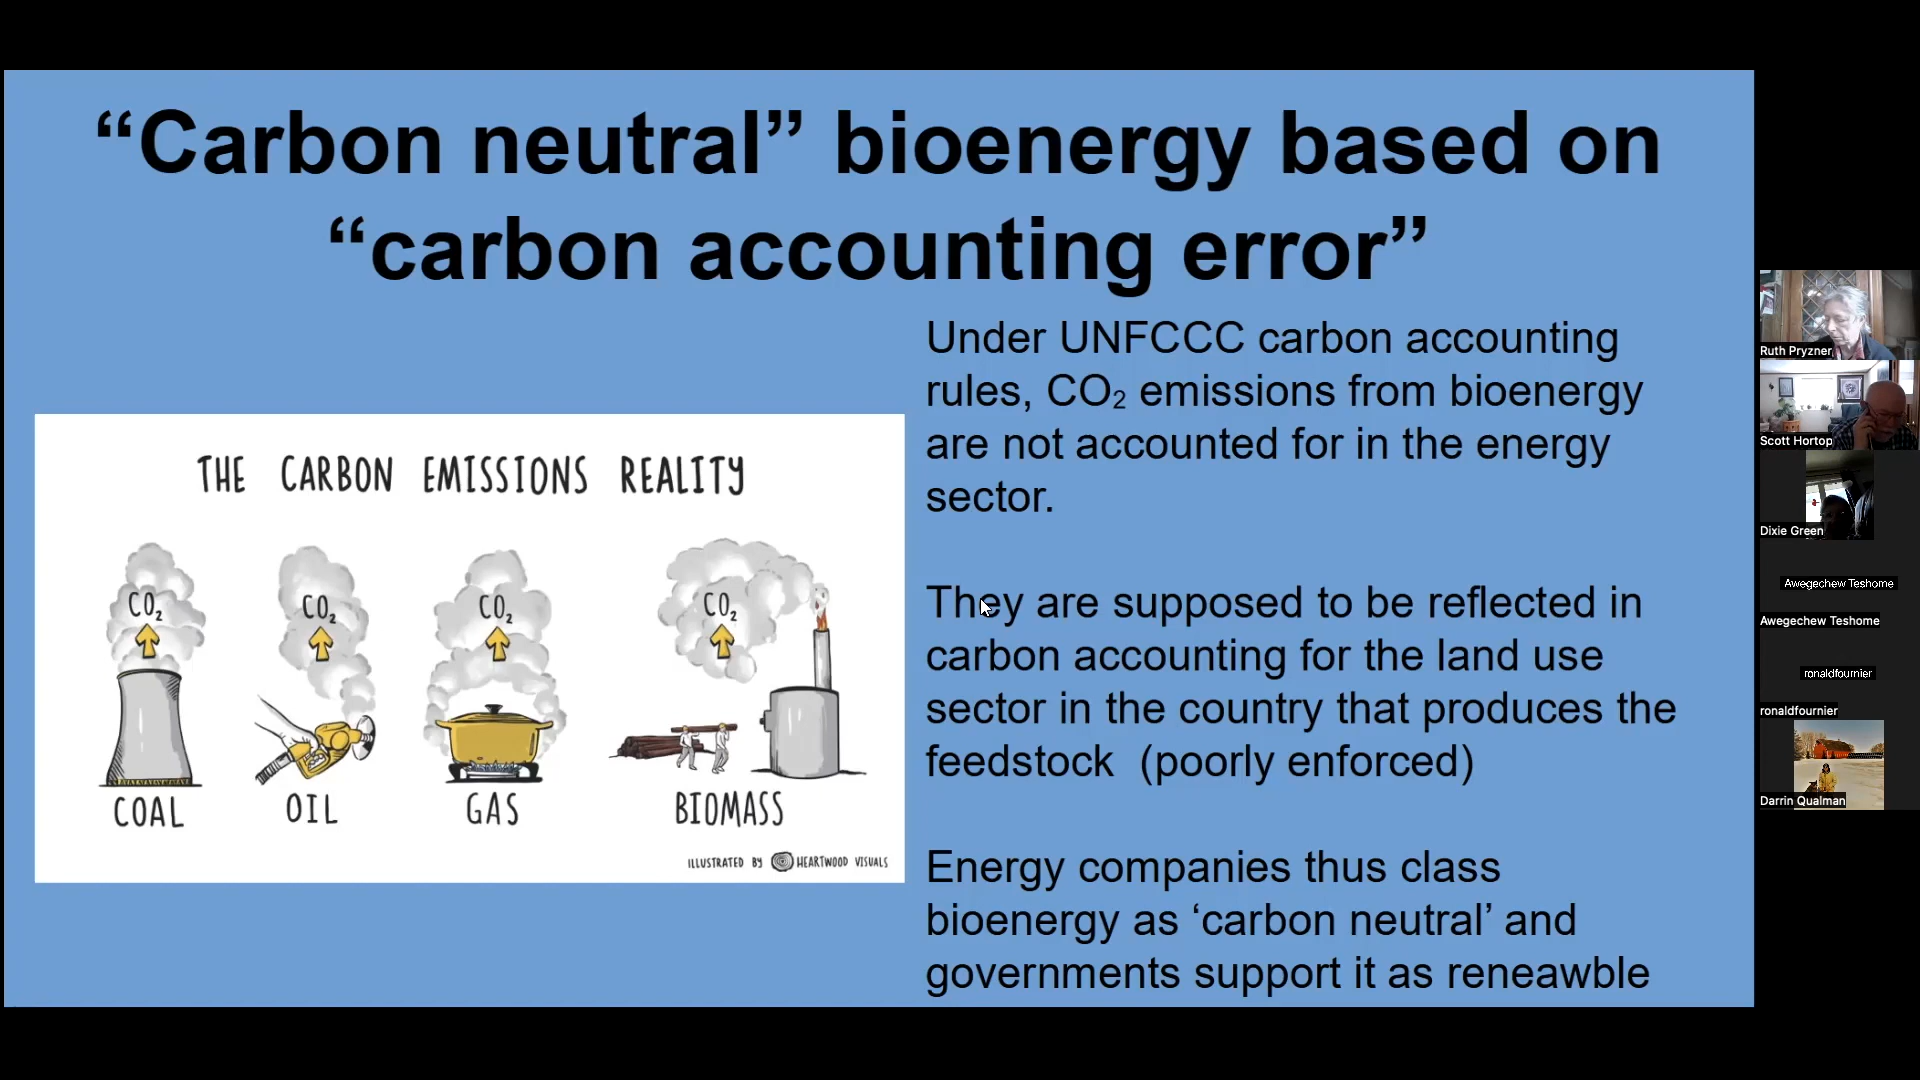 “Carbon neutral” bioenergy based on
“carbon accounting error”
THE CARBON EMISSIONS REALITY
CO₂
CO₂
CO₂
CO₂
COAL
OIL
GAS
BIOMASS
ILLUSTRATED BY HEARTWOOD VISUALS
Under UNFCCC carbon accounting
rules, CO₂ emissions from bioenergy
are not accounted for in the energy
sector.
They are supposed to be reflected in
carbon accounting for the land use
sector in the country that produces the
feedstock (poorly enforced)
Energy companies thus class
bioenergy as ‘carbon neutral’ and
governments support it as reneawble
Ruth Pryzner
Scott Hortop
Dixie Green
Awegechew Teshome
Awegechew Teshome
ronaldfournier
ronaldfournier
Darrin Qualman